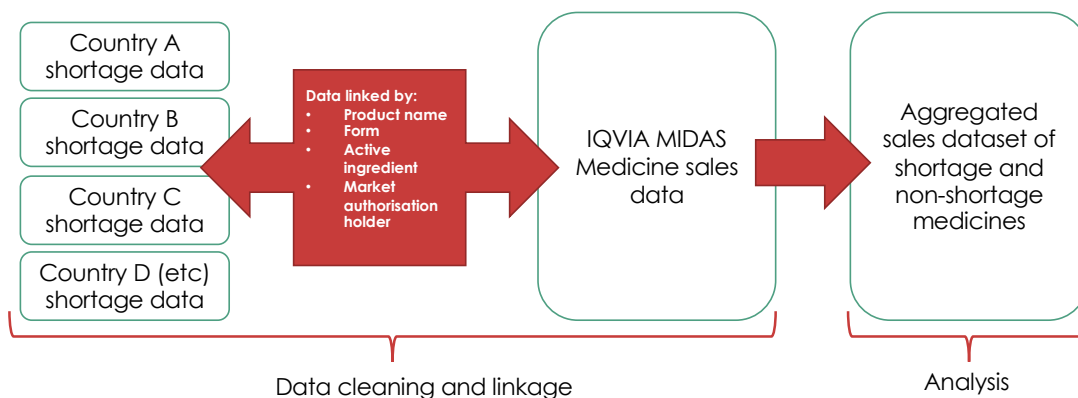 Country A
shortage data
Country B
shortage data
Country C
shortage data
Country D (etc)
shortage data
Data linked by:
• Product name
• Form
• Active
ingredient
• Market
authorisation
holder
IQVIA MIDAS
Medicine sales
data
Aggregated
sales dataset of
shortage and
non-shortage
medicines
Data cleaning and linkage
Analysis